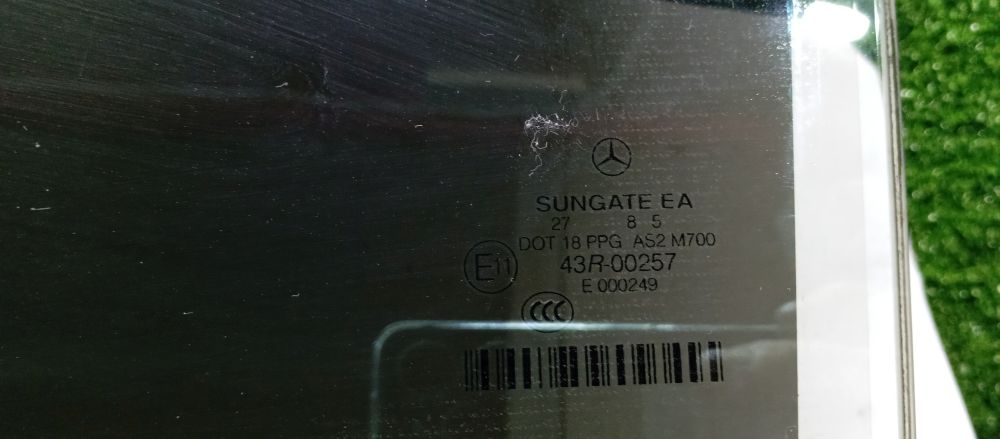 SUNGATE EA
27 8 5
DOT 18 PPG AS2 M700
E11 43R-00257
E 000249
CCC